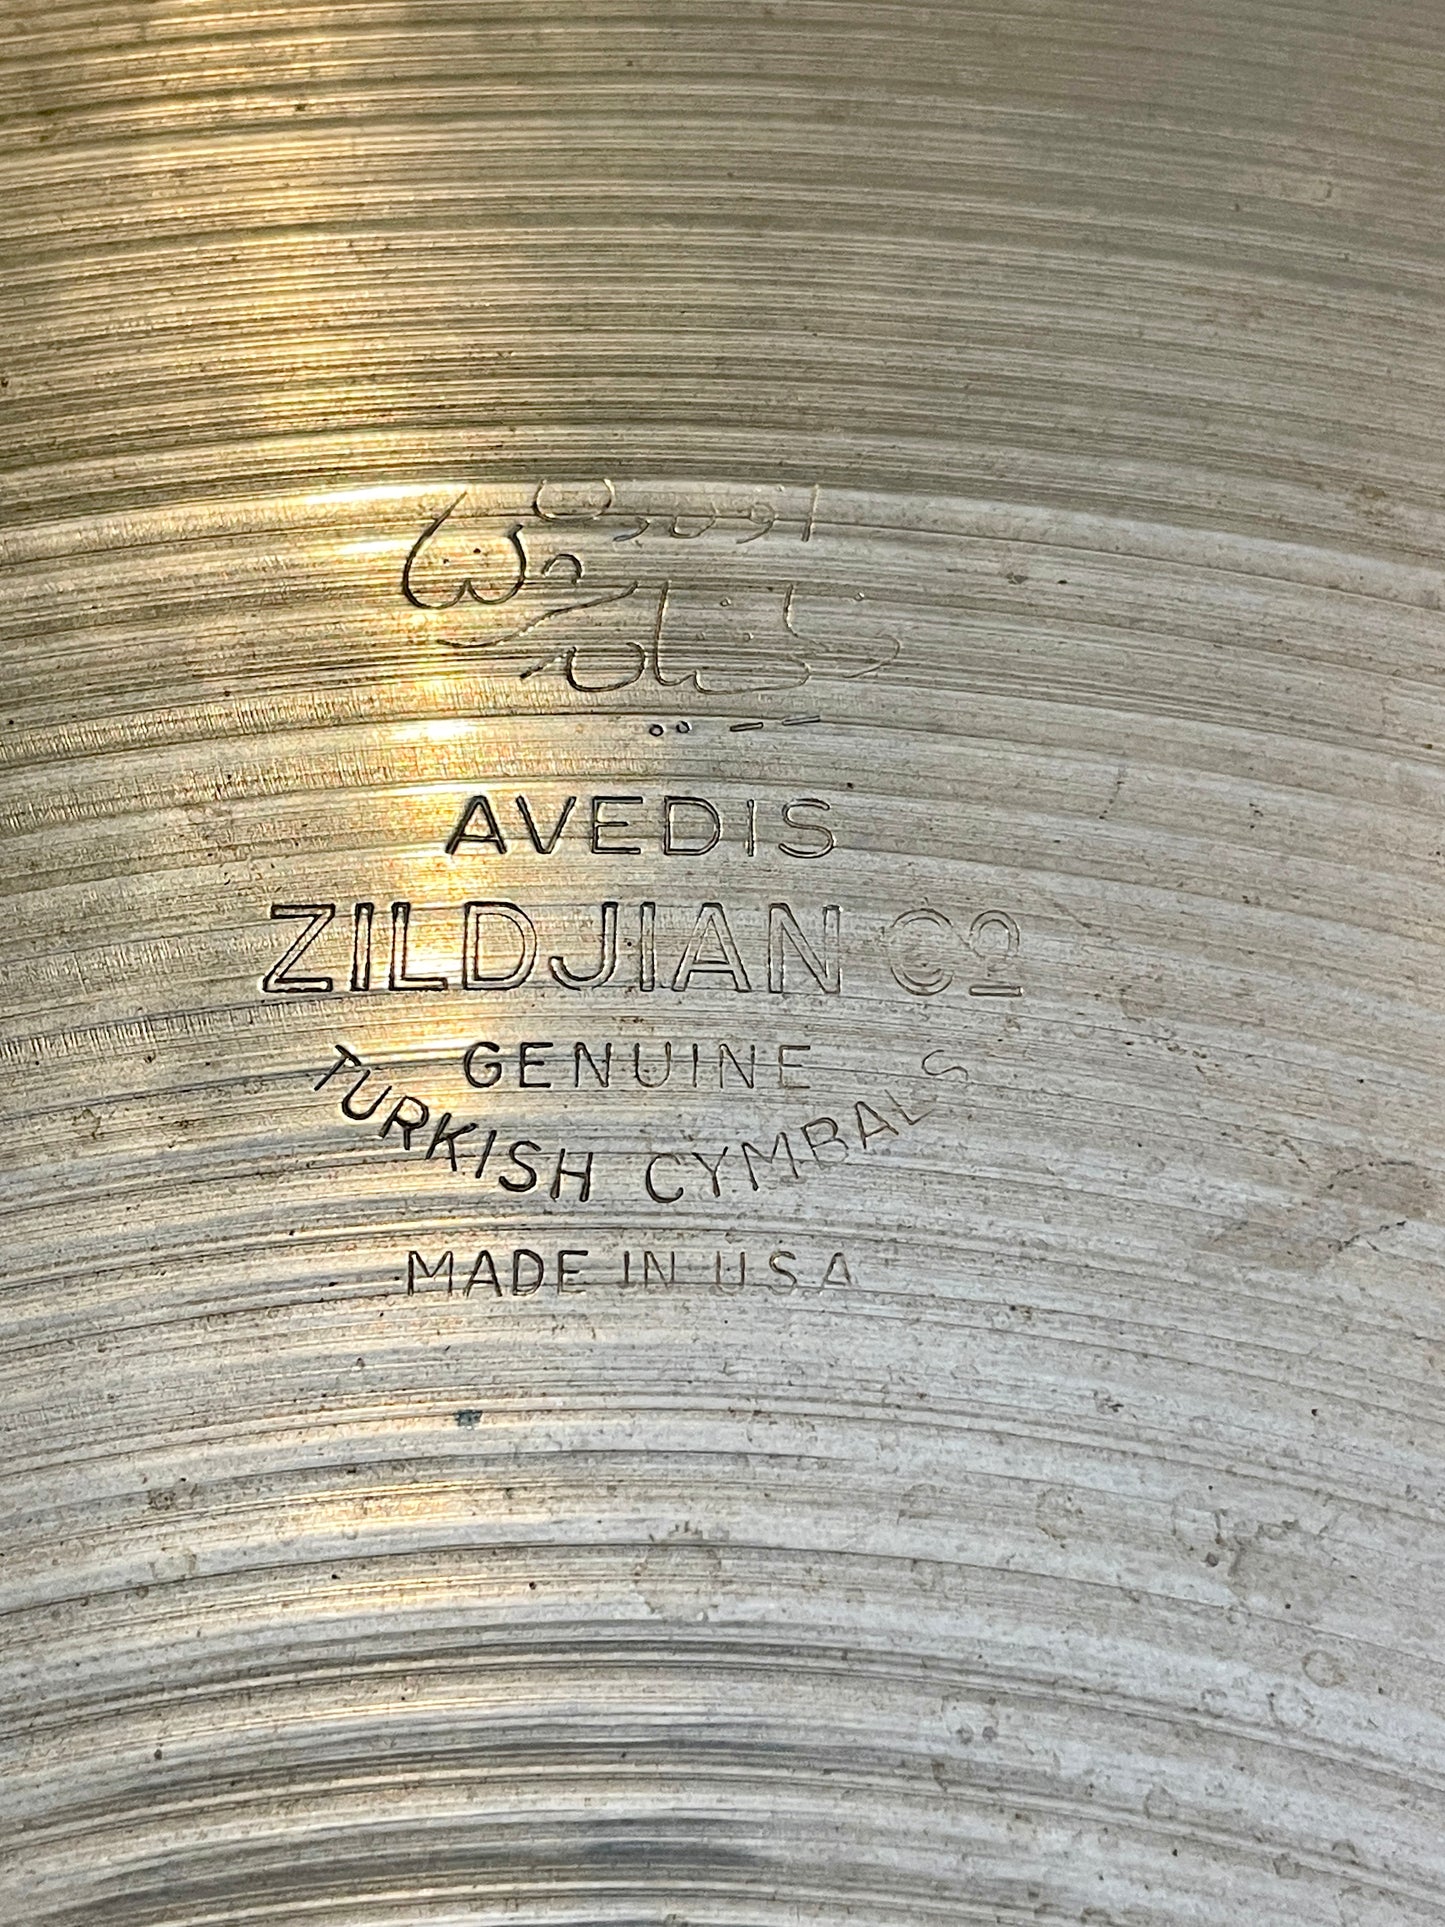 AVEDIS
ZILDJIAN Cº
GENUINE
TURKISH CYMBALS
MADE IN U.S.A